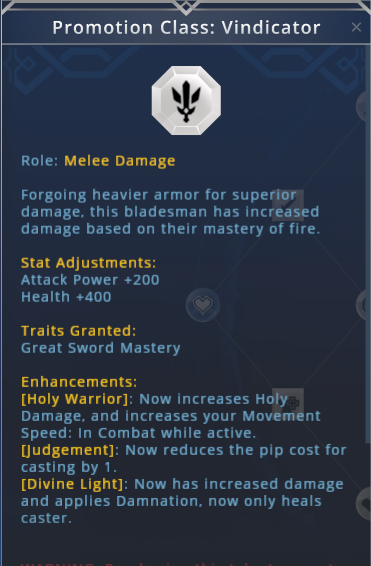 Promotion Class: Vindicator
Role: Melee Damage
Forgoing heavier armor for superior
damage, this bladesman has increased
damage based on their mastery of fire.
Stat Adjustments:
Attack Power +200
Health +400
Traits Granted:
Great Sword Mastery
Enhancements:
[Holy Warrior]: Now increases Holy
Damage, and increases your Movement
Speed: In Combat while active.
[Judgement]: Now reduces the pip cost for
casting by 1.
[Divine Light]: Now has increased damage
and applies Damnation, now only heals
caster.